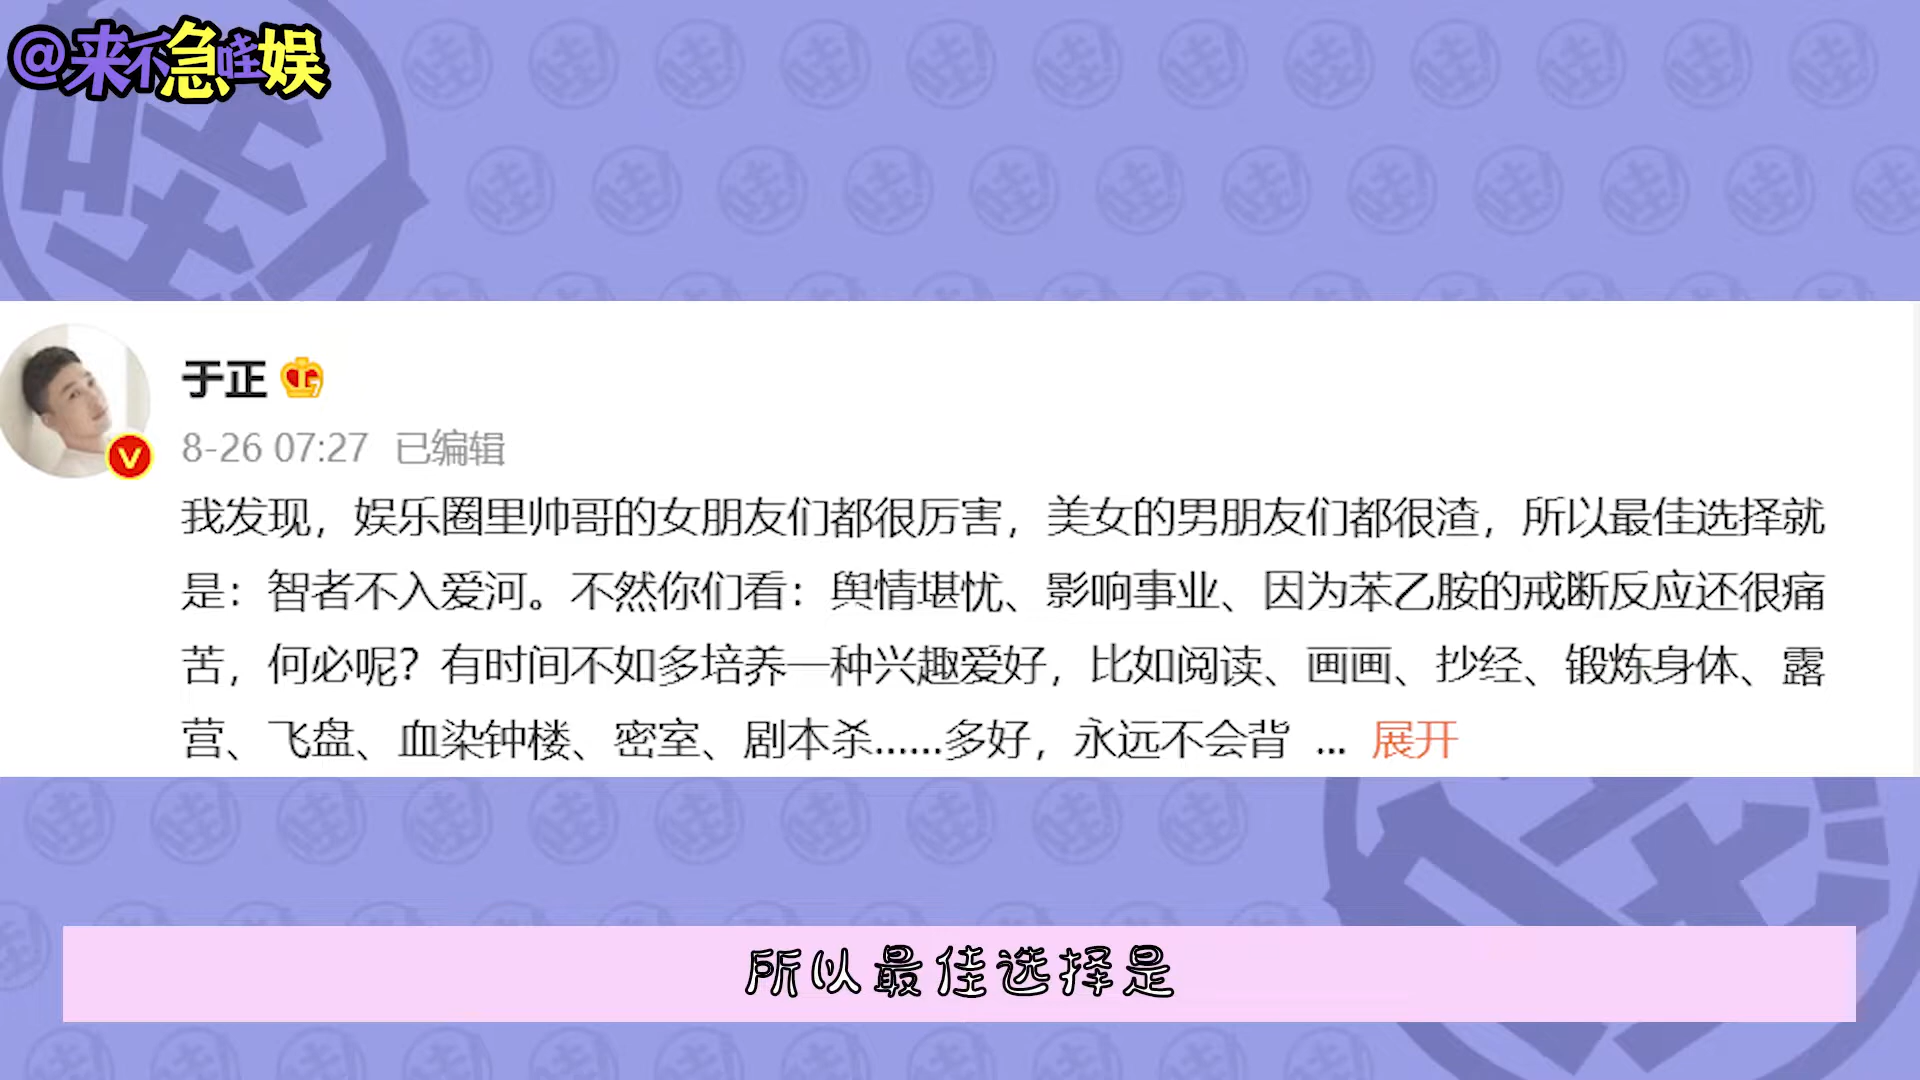 @来不急哇娱
于正
8-26 07:27 已编辑
我发现，娱乐圈里帅哥的女朋友们都很厉害，美女的男朋友们都很渣，所以最佳选择就
是：智者不入爱河。不然你们看：舆情堪忧、影响事业、因为苯乙胺的戒断反应还很痛
苦，何必呢？有时间不如多培养一种兴趣爱好，比如阅读、画画、抄经、锻炼身体、露
营、飞盘、血染钟楼、密室、剧本杀......多好，永远不会背 ... 展开
所以最佳选择是